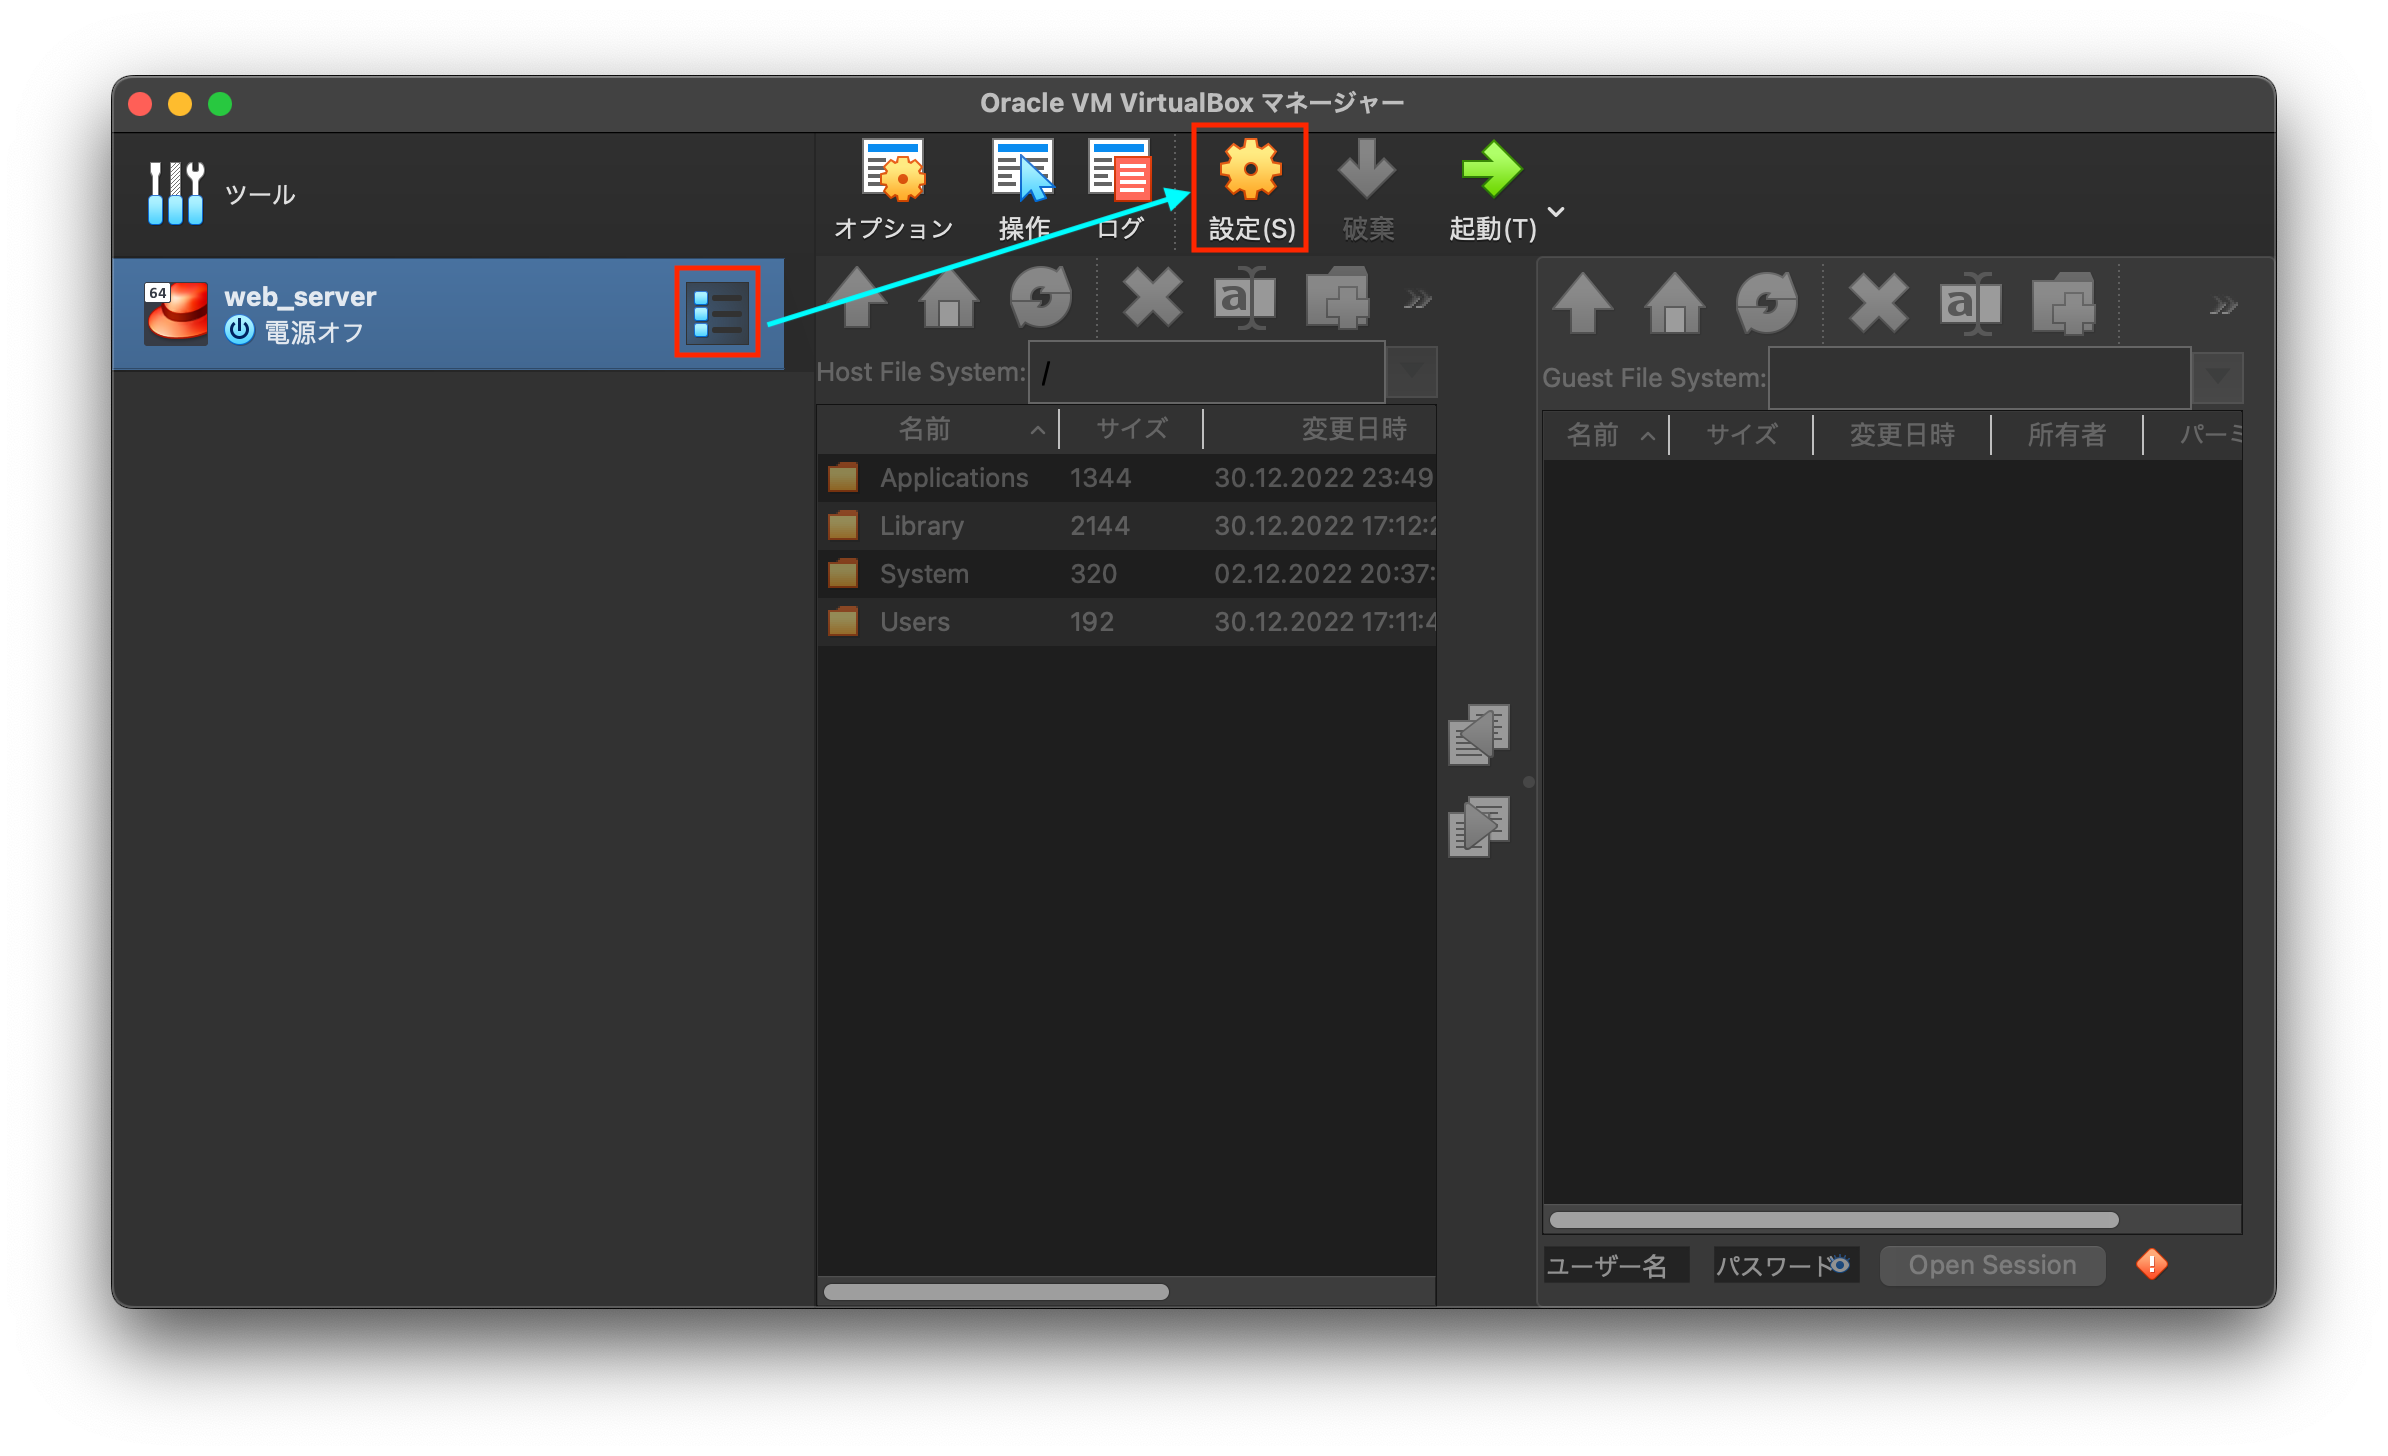 Oracle VM VirtualBox マネージャー
ツール
オプション
操作
ログ
設定(S)
破棄
起動(T)
64
web_server
電源オフ
Host File System: /
名前 サイズ 変更日時
Applications 1344 30.12.2022 23:49
Library 2144 30.12.2022 17:12:2
System 320 02.12.2022 20:37:
Users 192 30.12.2022 17:11:4
Guest File System:
名前 サイズ 変更日時 所有者 パーミ
ユーザー名 パスワード Open Session